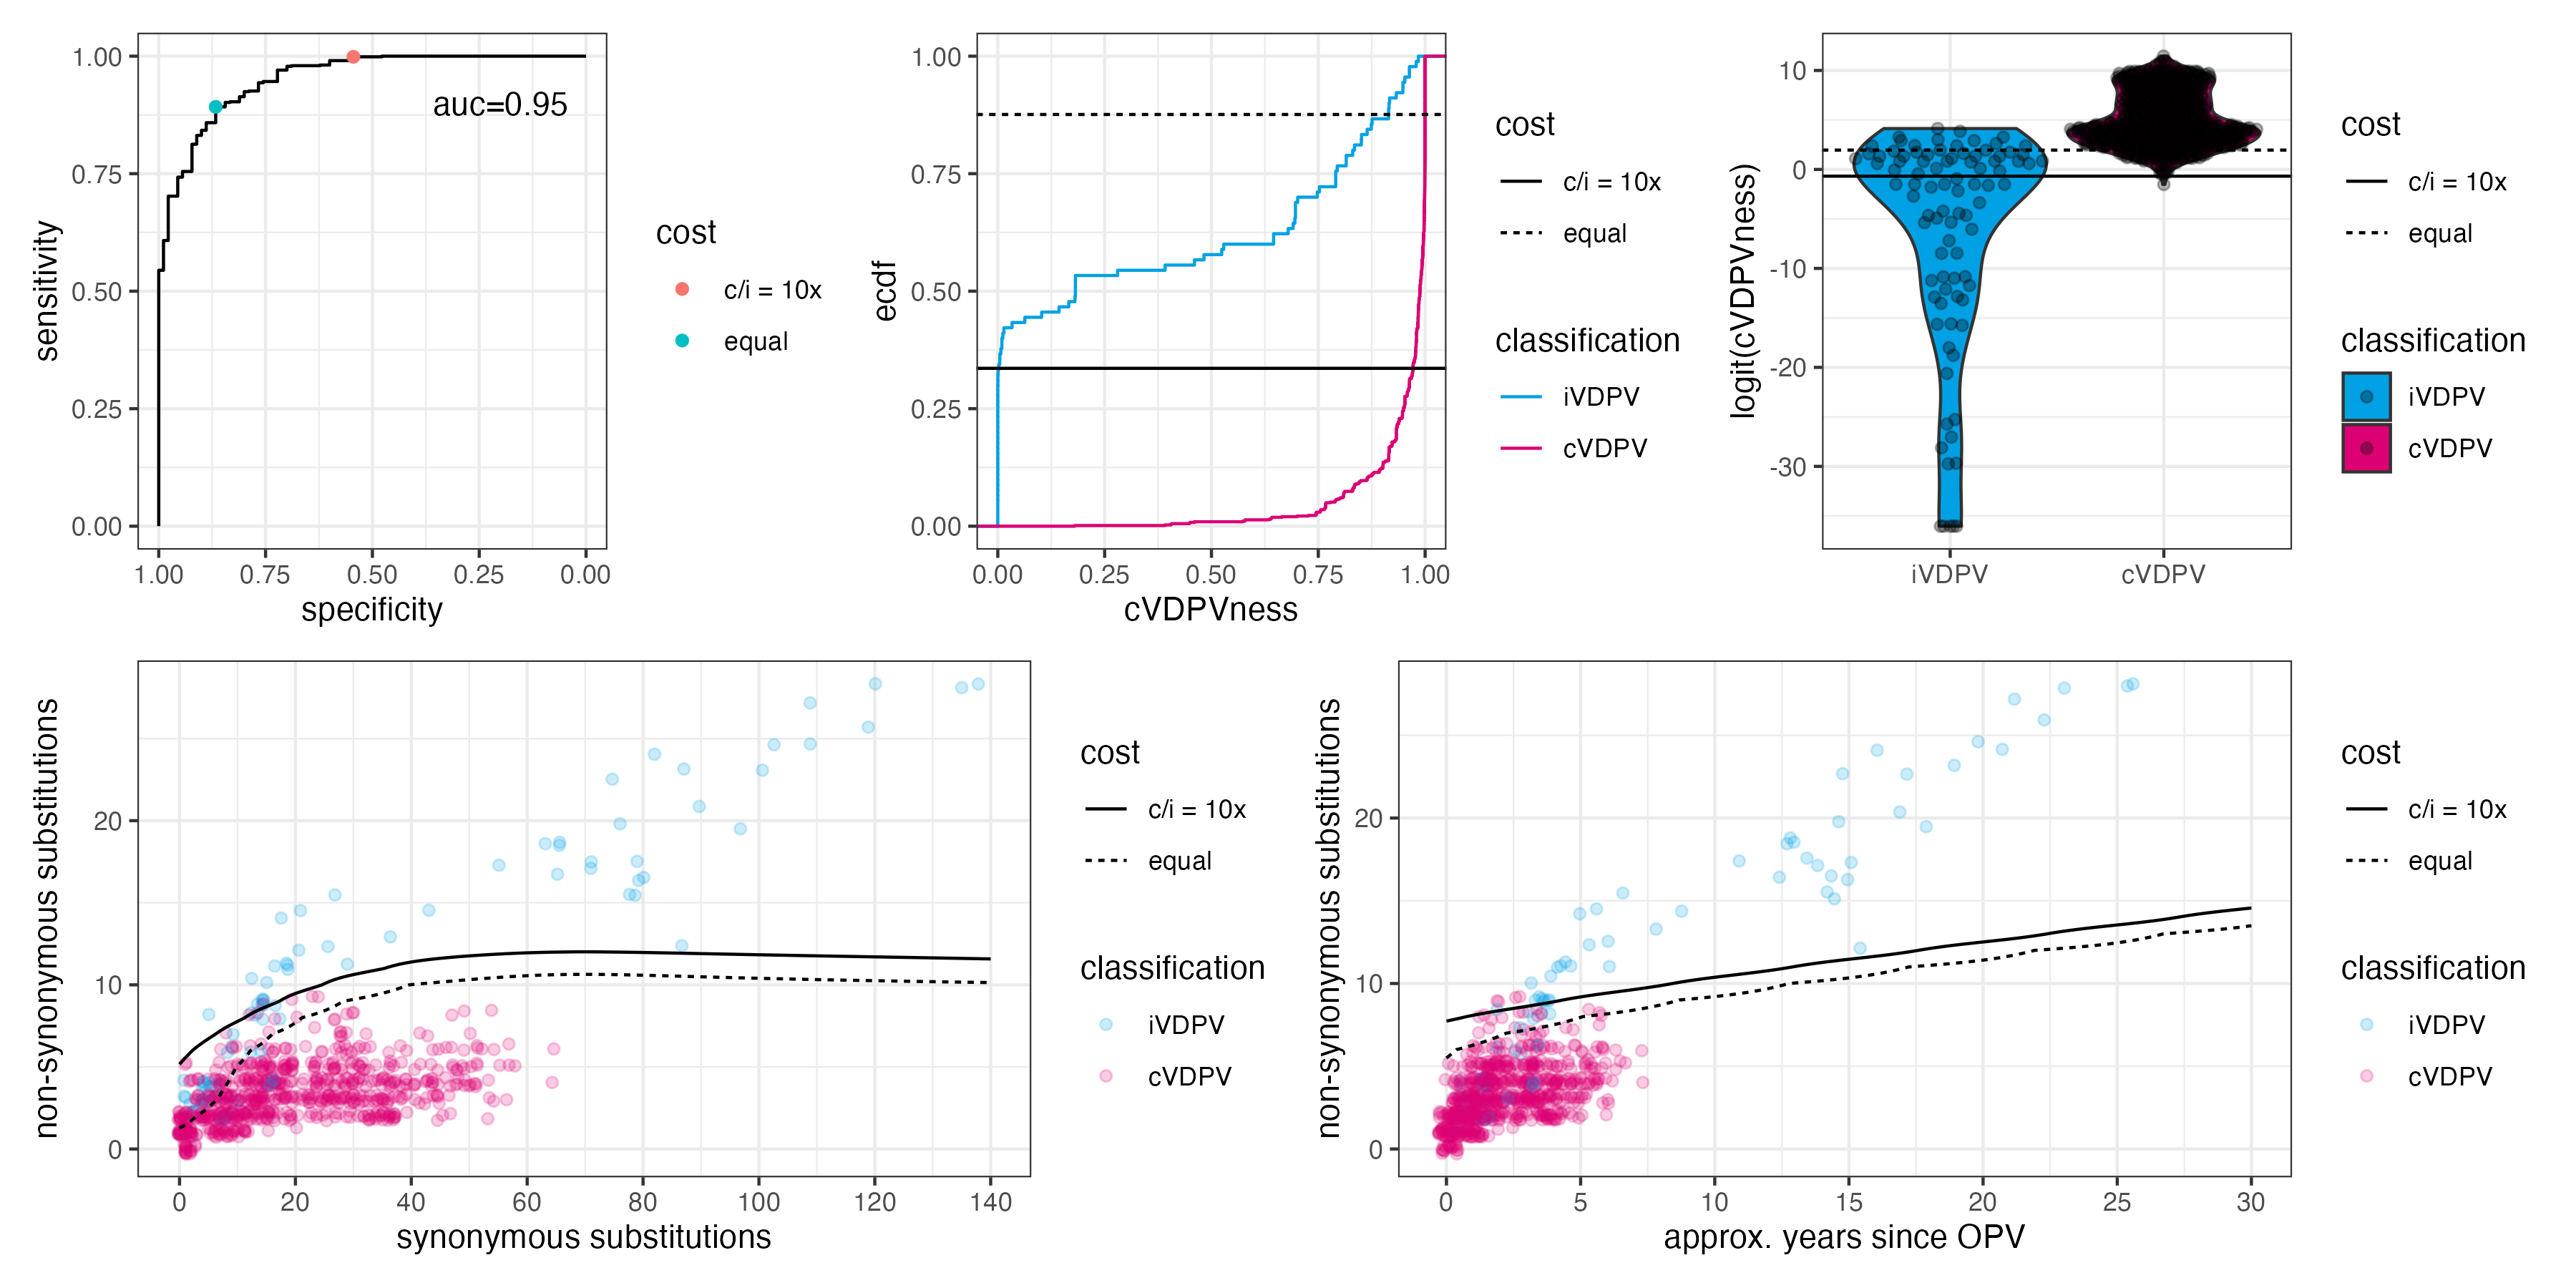 1.00
0.75
0.50
0.25
0.00
sensitivity
auc=0.95
1.00 0.75 0.50 0.25 0.00
specificity
cost
c/i = 10x
equal
1.00
0.75
0.50
0.25
0.00
ecdf
0.00 0.25 0.50 0.75 1.00
cVDPVness
cost
c/i = 10x
equal
classification
iVDPV
cVDPV
10
0
-10
-20
-30
logit(cVDPVness)
iVDPV cVDPV
cost
c/i = 10x
equal
classification
iVDPV
cVDPV
20
10
0
non-synonymous substitutions
0 20 40 60 80 100 120 140
synonymous substitutions
cost
c/i = 10x
equal
classification
iVDPV
cVDPV
20
10
0
non-synonymous substitutions
0 5 10 15 20 25 30
approx. years since OPV
cost
c/i = 10x
equal
classification
iVDPV
cVDPV